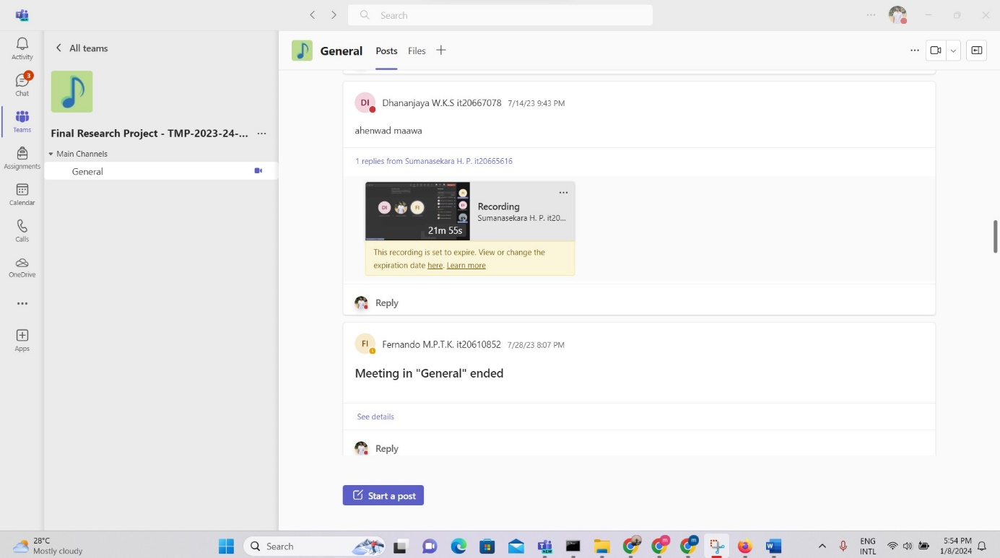 Search
Activity
Chat
3
Teams
Assignments
Calendar
Calls
OneDrive
Apps
All teams
Final Research Project - TMP-2023-24-...
Main Channels
General
General
Posts
Files
DI
Dhananjaya W.K.S it20667078 7/14/23 9:43 PM
ahenwad maawa
1 replies from Sumanasekara H. P. it20665616
DI
FI
21m 55s
Recording
Sumanasekara H. P. it20...
This recording is set to expire. View or change the
expiration date here. Learn more
Reply
FI
Fernando M.P.T.K. it20610852 7/28/23 8:07 PM
Meeting in "General" ended
See details
Reply
Start a post
28°C
Mostly cloudy
Search
ENG
INTL
5:54 PM
1/8/2024